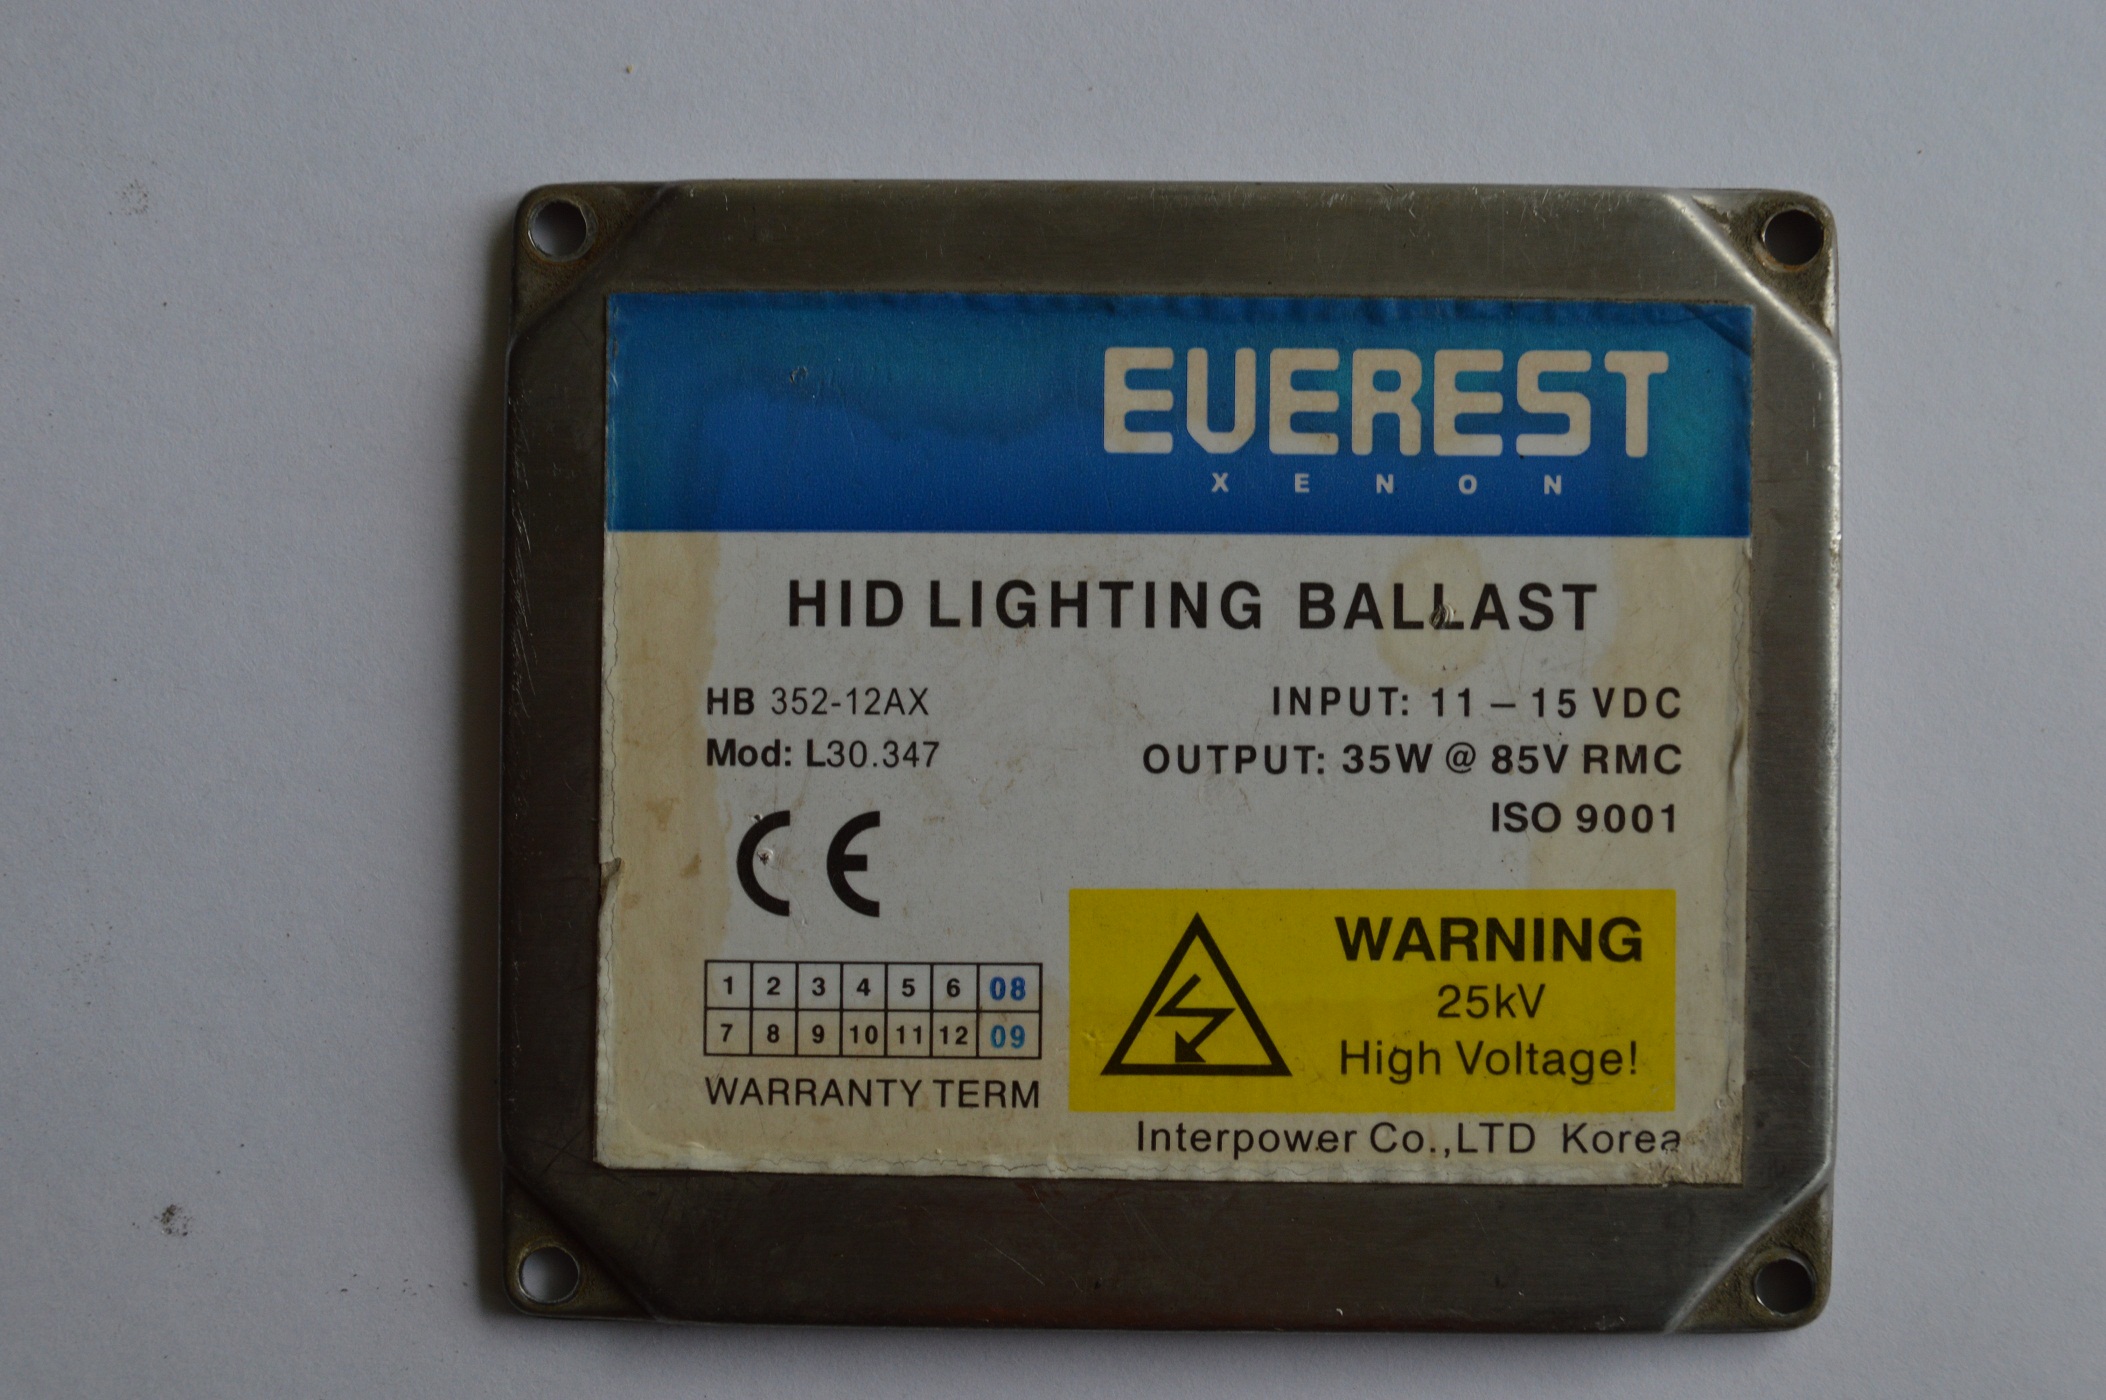 EVEREST
XENON
HID LIGHTING BALLAST
HB 352-12AX
Mod: L30.347
INPUT: 11 – 15 VDC
OUTPUT: 35W @ 85V RMC
ISO 9001
CE
1 2 3 4 5 6 08
7 8 9 10 11 12 09
WARRANTY TERM
WARNING
25kV
High Voltage!
Interpower Co.,LTD Korea